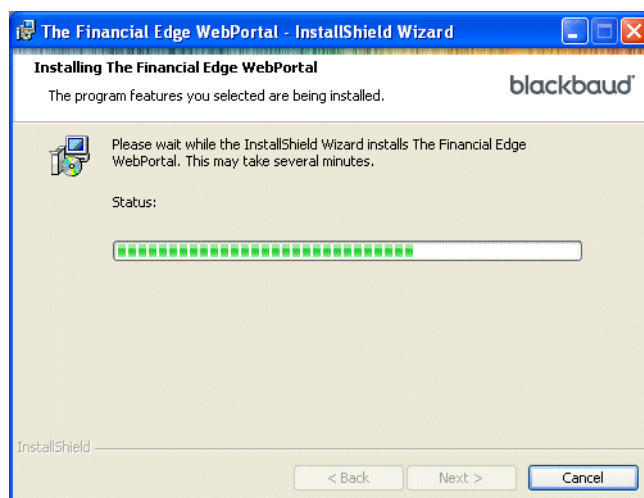 The Financial Edge WebPortal - InstallShield Wizard
Installing The Financial Edge WebPortal
The program features you selected are being installed.
blackbaud
Please wait while the InstallShield Wizard installs The Financial Edge
WebPortal. This may take several minutes.
Status:
InstallShield
< Back
Next >
Cancel